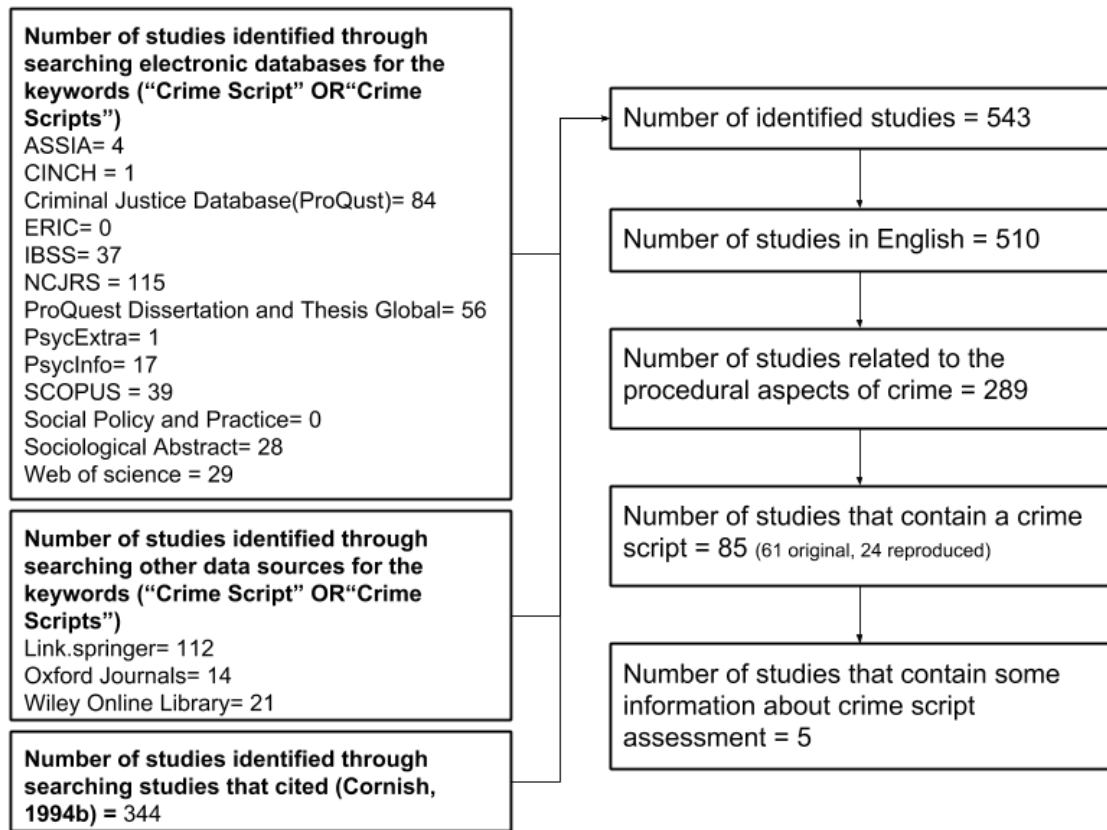 Number of studies identified through
searching electronic databases for the
keywords (“Crime Script” OR“Crime
Scripts”)
ASSIA= 4
CINCH = 1
Criminal Justice Database(ProQust)= 84
ERIC= 0
IBSS= 37
NCJRS = 115
ProQuest Dissertation and Thesis Global= 56
PsycExtra= 1
PsycInfo= 17
SCOPUS = 39
Social Policy and Practice= 0
Sociological Abstract= 28
Web of science = 29
Number of studies identified through
searching other data sources for the
keywords (“Crime Script” OR“Crime
Scripts”)
Link.springer= 112
Oxford Journals= 14
Wiley Online Library= 21
Number of studies identified through
searching studies that cited (Cornish,
1994b) = 344
Number of identified studies = 543
Number of studies in English = 510
Number of studies related to the
procedural aspects of crime = 289
Number of studies that contain a crime
script = 85 (61 original, 24 reproduced)
Number of studies that contain some
information about crime script
assessment = 5